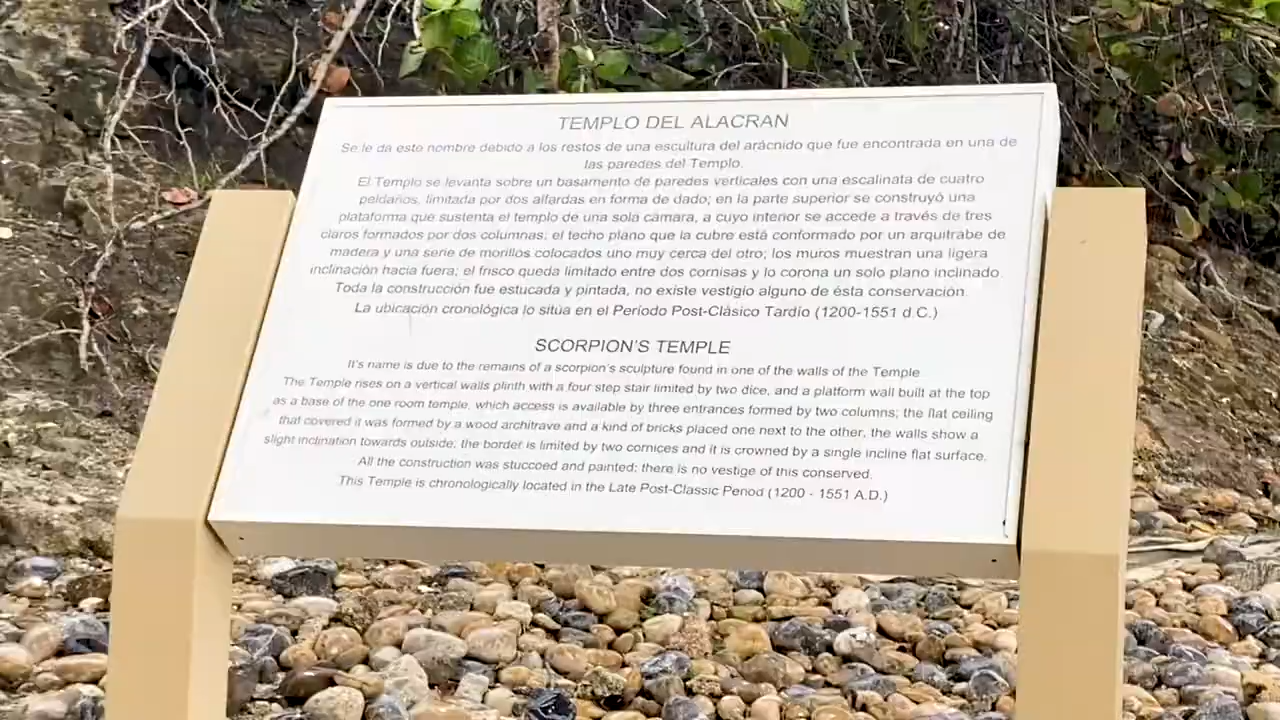 TEMPLO DEL ALACRAN
Se le da este nombre debido a los restos de una escultura del arácnido que fue encontrada en una de
las paredes del Templo.
El Templo se levanta sobre un basamento de paredes verticales con una escalinata de cuatro
peldaños, limitada por dos alfardas en forma de dado; en la parte superior se construyó una
plataforma que sustenta el templo de una sola cámara, a cuyo interior se accede a través de tres
claros formados por dos columnas; el techo plano que la cubre está conformado por un arquitrabe de
madera y una serie de morillos colocados uno muy cerca del otro; los muros muestran una ligera
inclinación hacia fuera; el frisco queda limitado entre dos cornisas y lo corona un solo plano inclinado.
Toda la construcción fue estucada y pintada, no existe vestigio alguno de ésta conservación.
La ubicación cronológica lo sitúa en el Período Post-Clásico Tardío (1200-1551 d.C.)
SCORPION'S TEMPLE
It's name is due to the remains of a scorpion's sculpture found in one of the walls of the Temple
The Temple rises on a vertical walls plinth with a four step stair limited by two dice, and a platform wall built at the top
as a base of the one room temple, which access is available by three entrances formed by two columns; the flat ceiling
that covered it was formed by a wood architrave and a kind of bricks placed one next to the other, the walls show a
slight inclination towards outside; the border is limited by two cornices and it is crowned by a single incline flat surface.
All the construction was stuccoed and painted; there is no vestige of this conserved.
This Temple is chronologically located in the Late Post-Classic Period (1200 - 1551 A.D.)